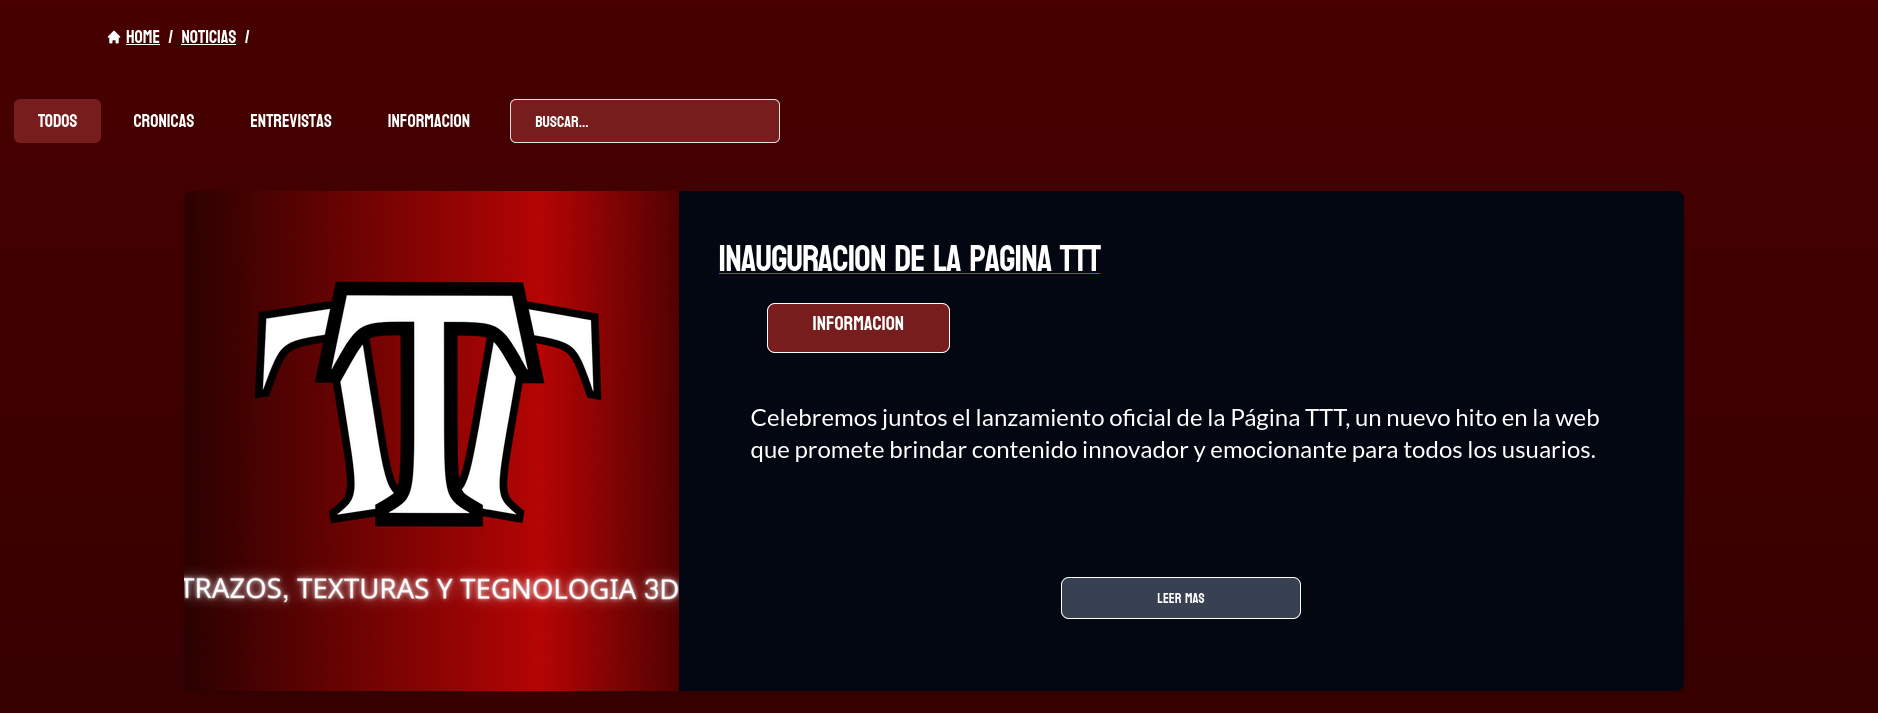 HOME / NOTICIAS /
TODOS CRONICAS ENTREVISTAS INFORMACION BUSCAR...
TTT
TRAZOS, TEXTURAS Y TEGNOLOGIA 3D
INAUGURACION DE LA PAGINA TTT
INFORMACION
Celebremos juntos el lanzamiento oficial de la Página TTT, un nuevo hito en la web
que promete brindar contenido innovador y emocionante para todos los usuarios.
LEER MAS